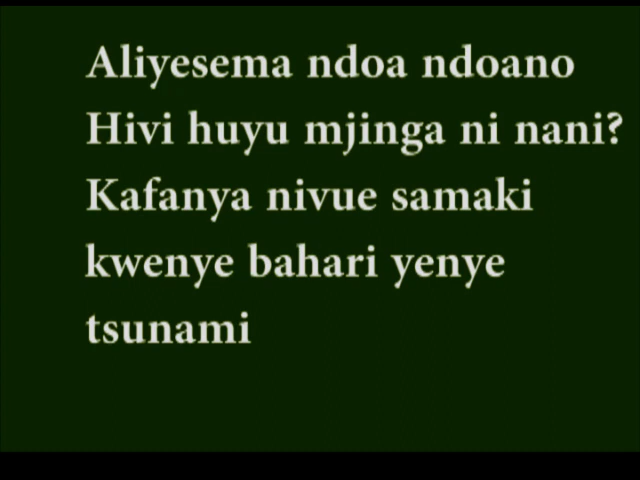 Aliyesema ndoa ndoano
Hivi huyu mjinga ni nani?
Kafanya nivue samaki
kwenye bahari yenye
tsunami